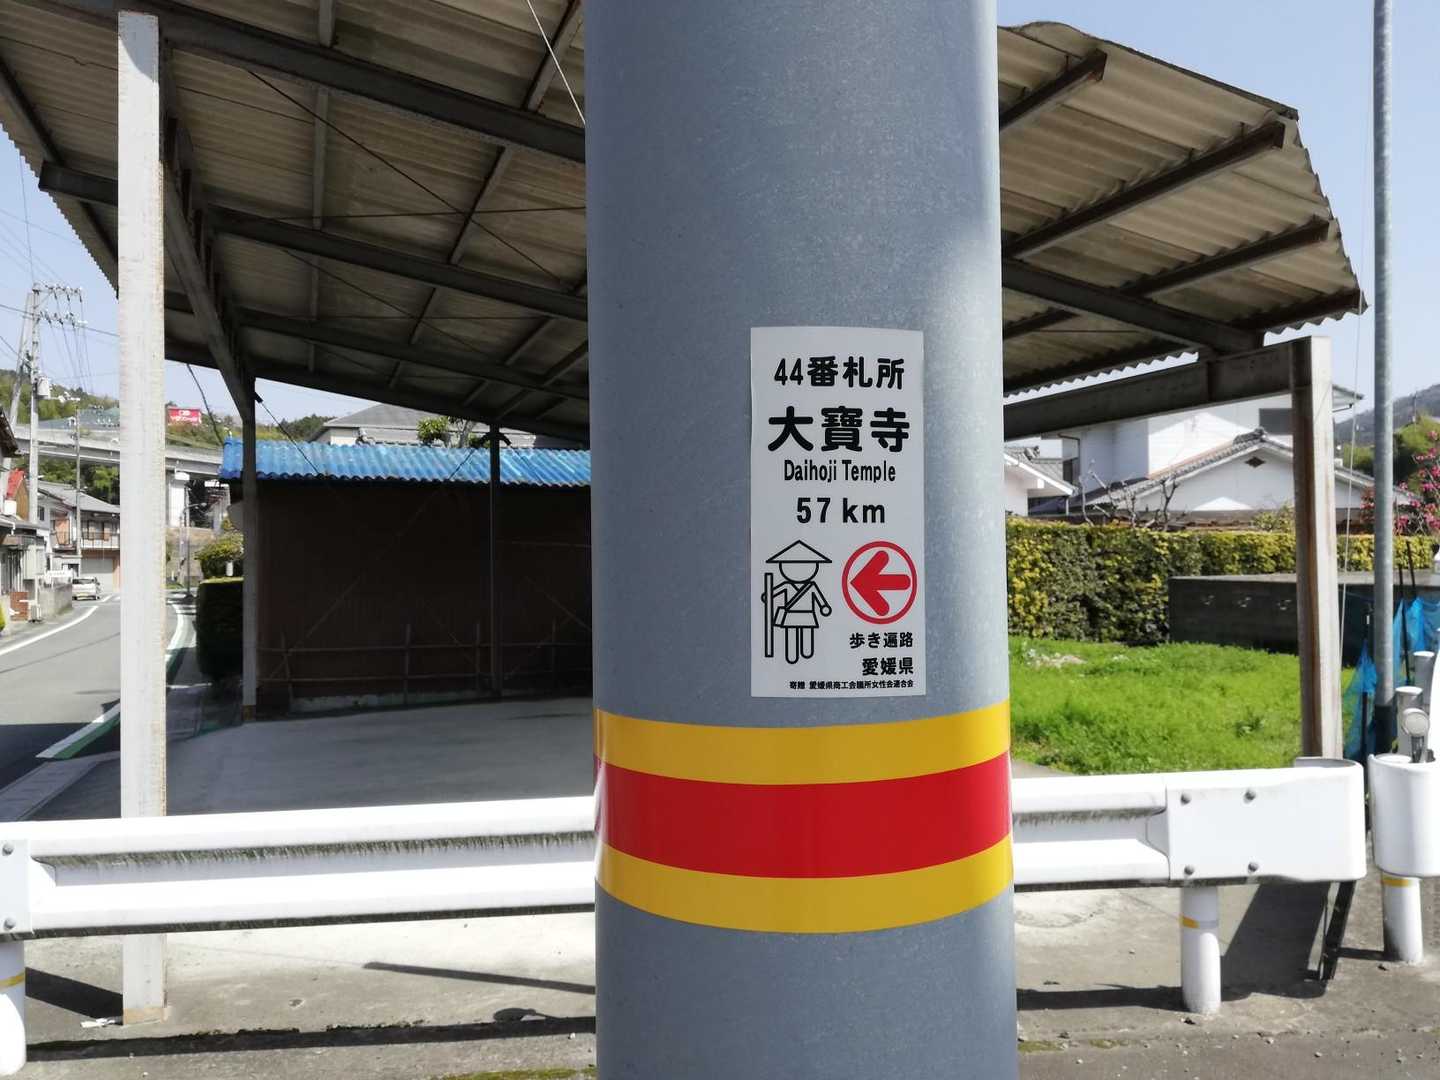 44番札所
大寶寺
Daihoji Temple
57 km
歩き遍路
愛媛県
寄贈 愛媛県商工会議所女性会連合会